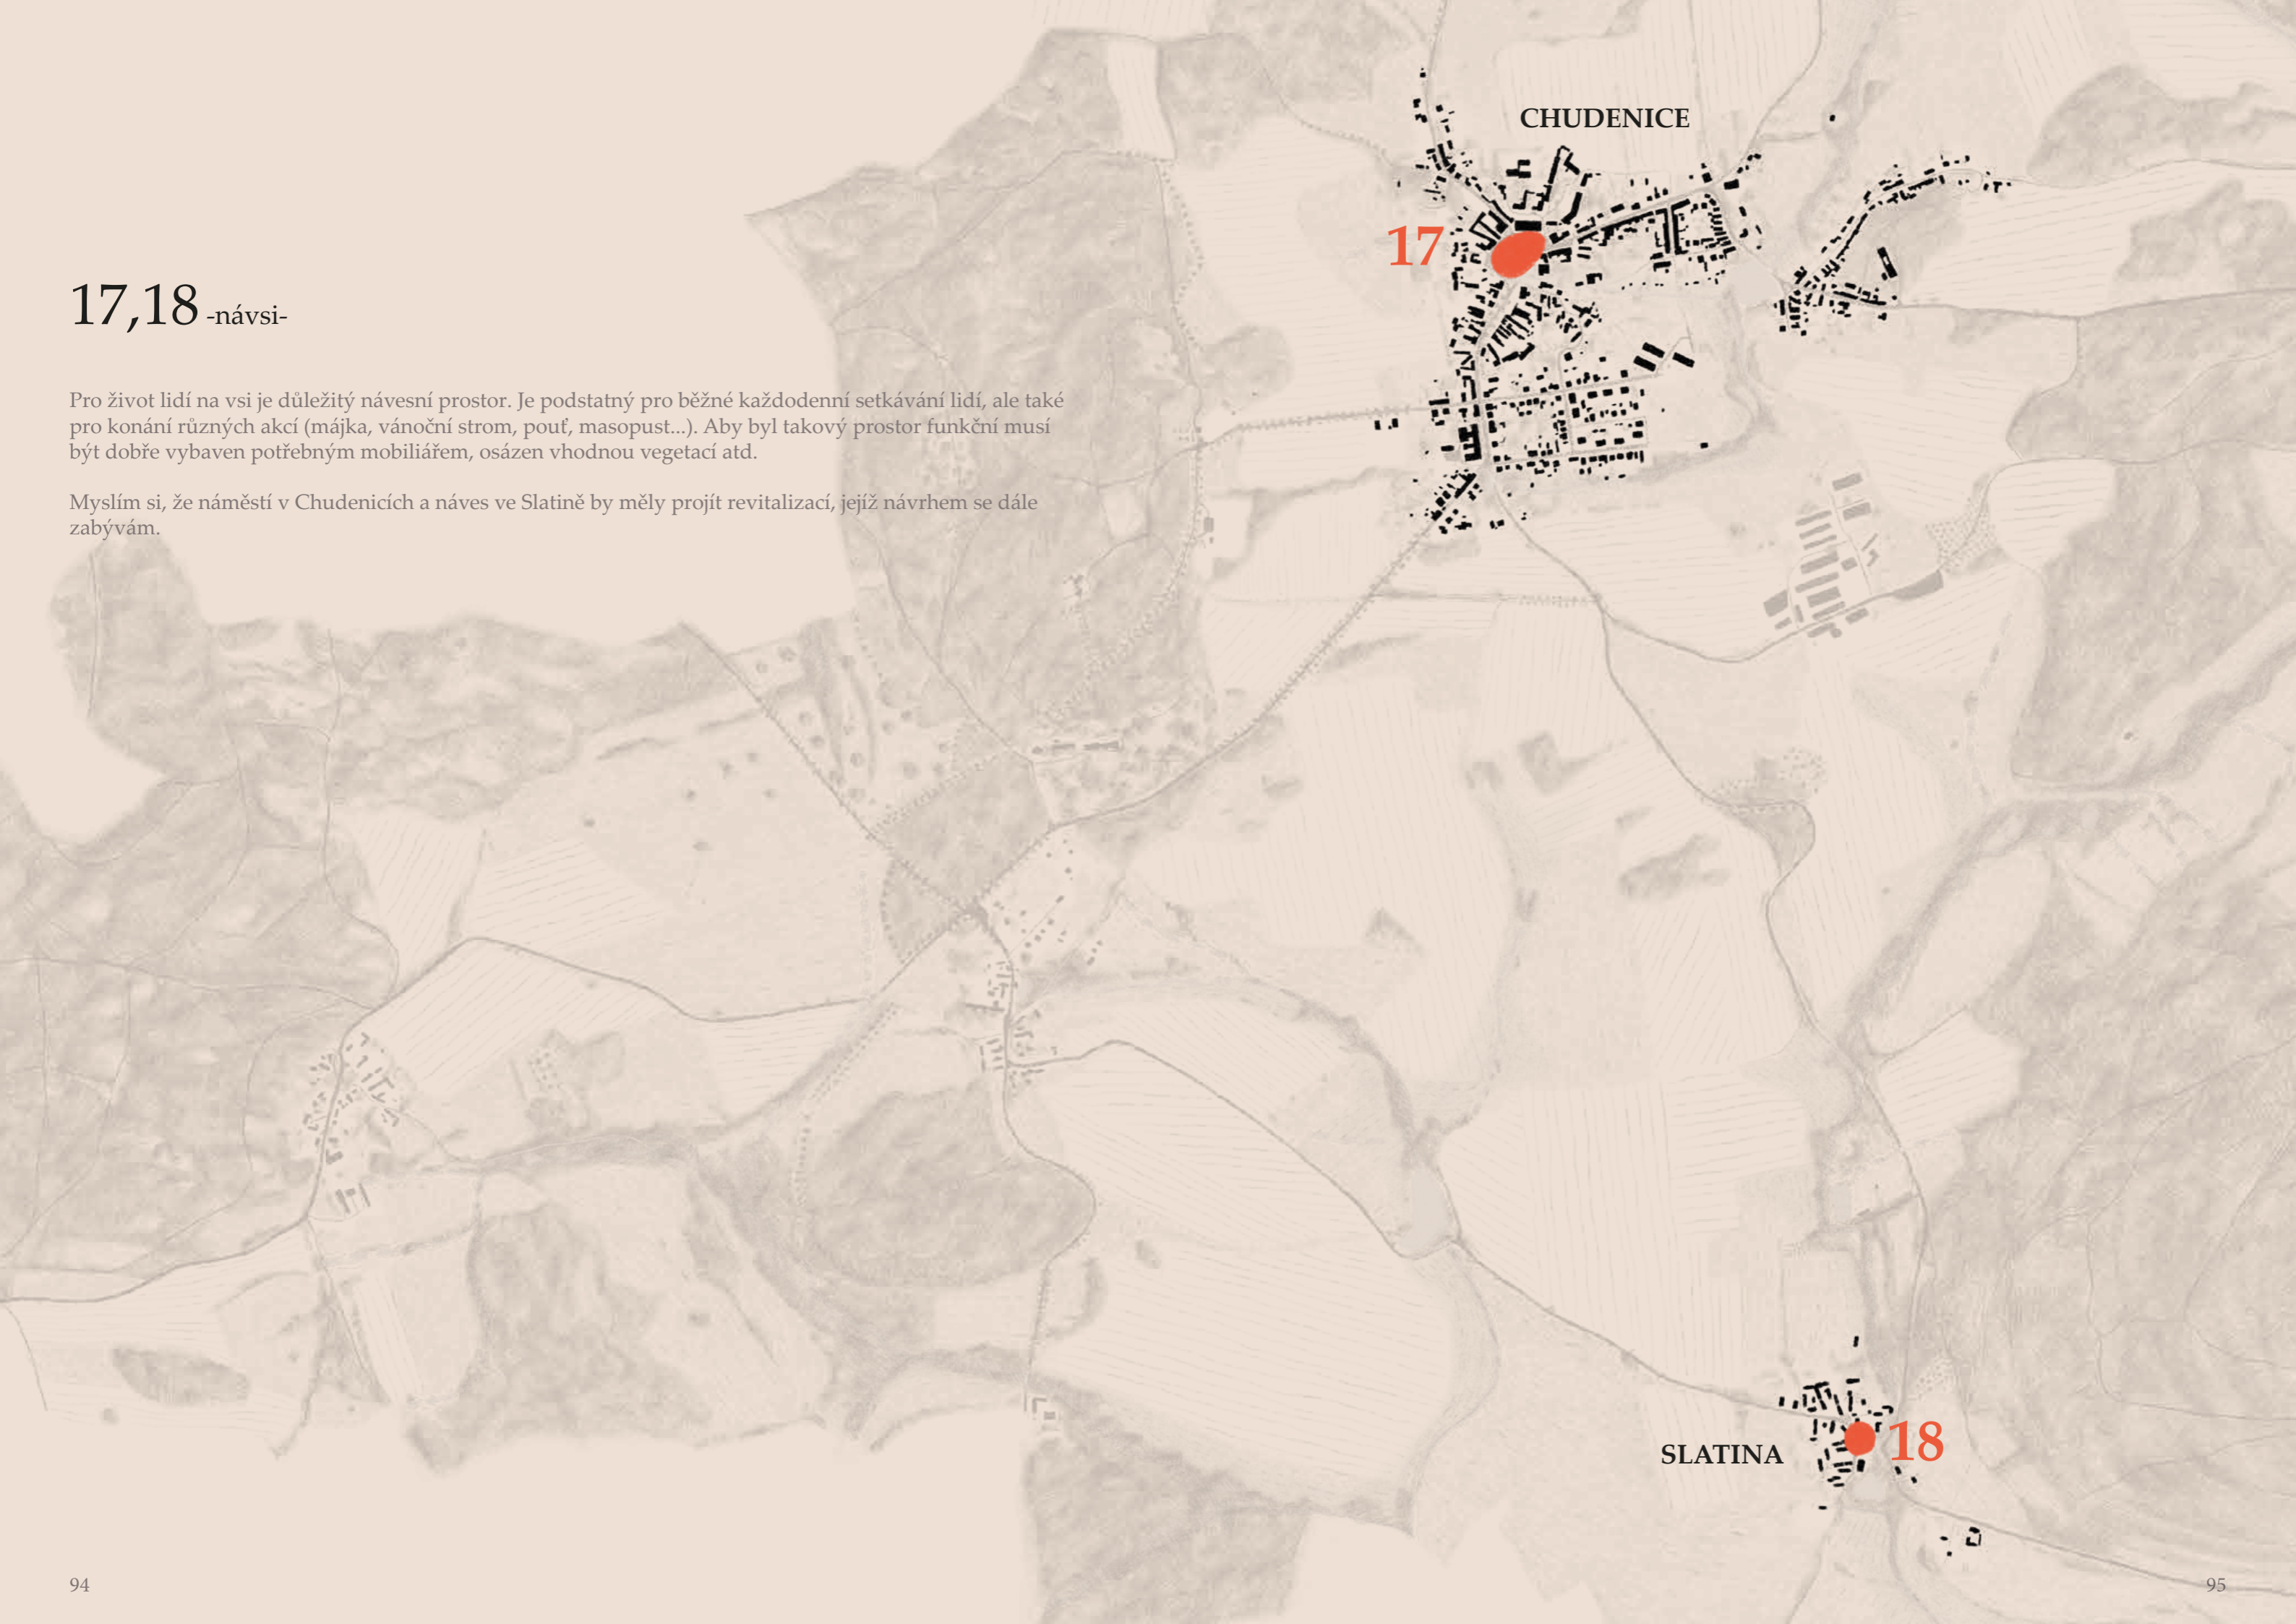 17,18 -návsi-
Pro život lidí na vsi je důležitý návesní prostor. Je podstatný pro běžné každodenní setkávání lidí, ale také
pro konání různých akcí (májka, vánoční strom, pouť, masopust...). Aby byl takový prostor funkční musí
být dobře vybaven potřebným mobiliářem, osázen vhodnou vegetací atd.
Myslím si, že náměstí v Chudenicích a náves ve Slatině by měly projít revitalizací, jejíž návrhem se dále
zabývám.
CHUDENICE
17
SLATINA
18
94
95